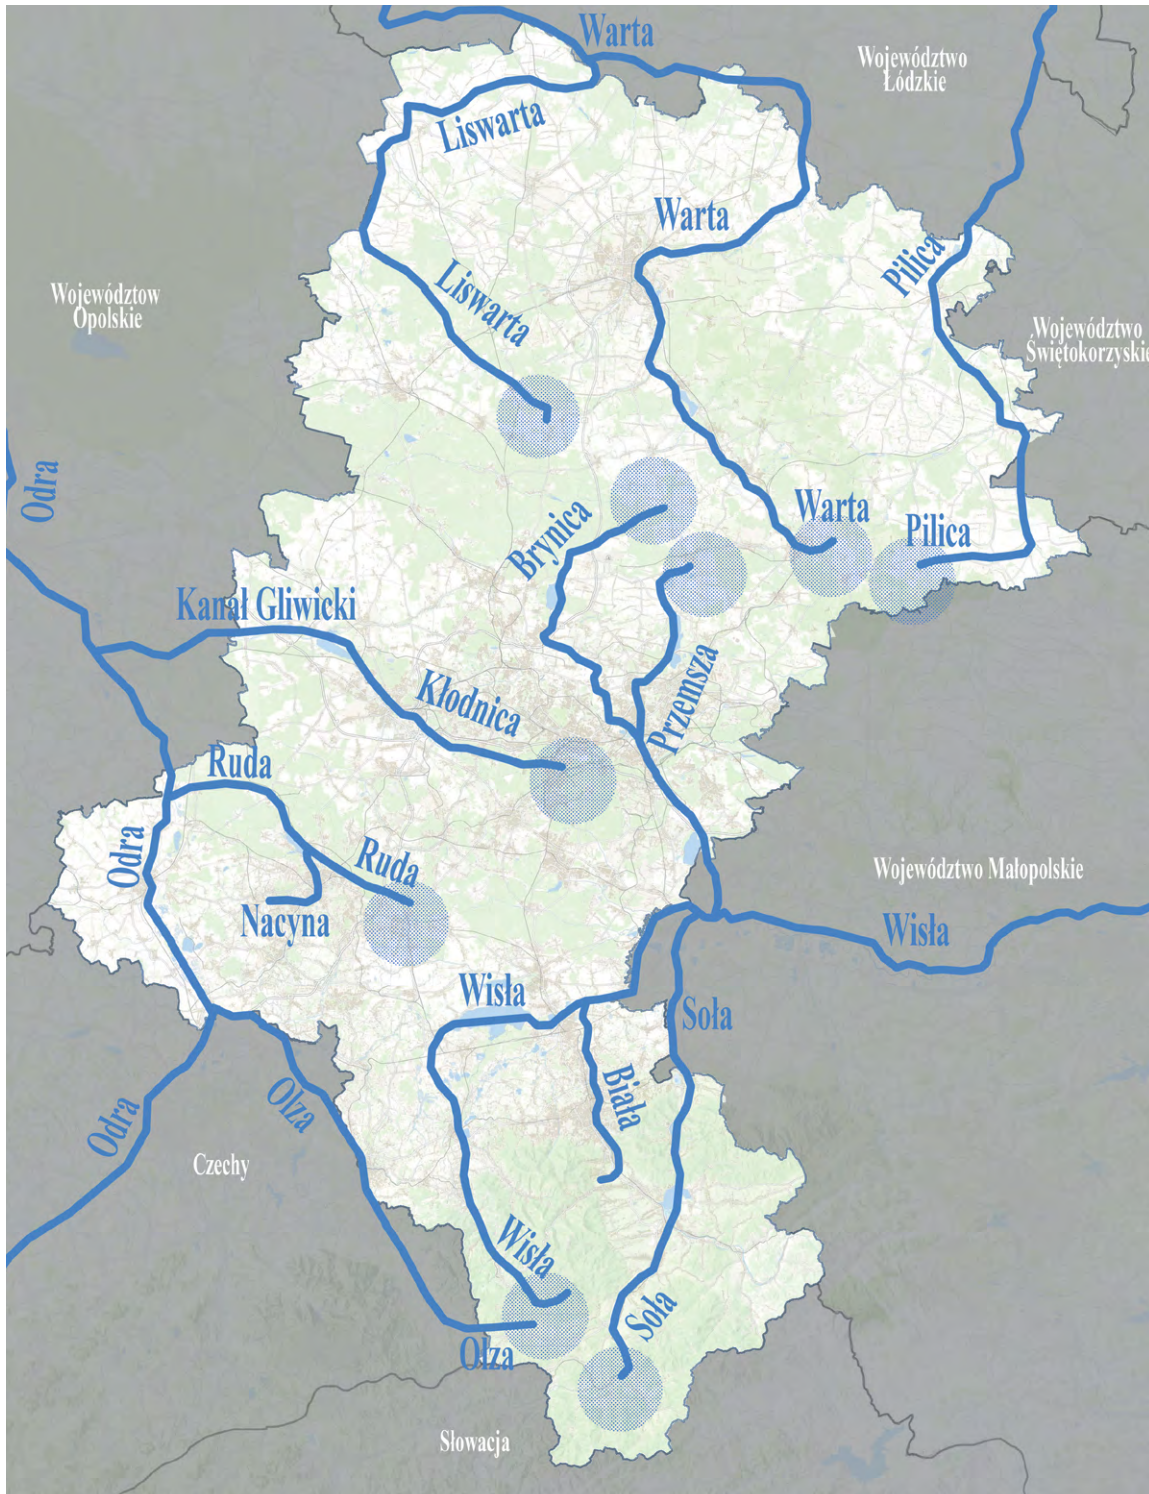 Warta
Województwo
Łódzkie
Liswarta
Warta
Pilica
Liswarta
Województow
Opolskie
Województwo
Świętokorzyskie
Odra
Brynica
Warta
Pilica
Kanał Gliwicki
Kłodnica
Przemsza
Ruda
Odra
Ruda
Województwo Małopolskie
Nacyna
Wisła
Wisła
Soła
Olza
Biała
Odra
Czechy
Wisła
Soła
Olza
Słowacja